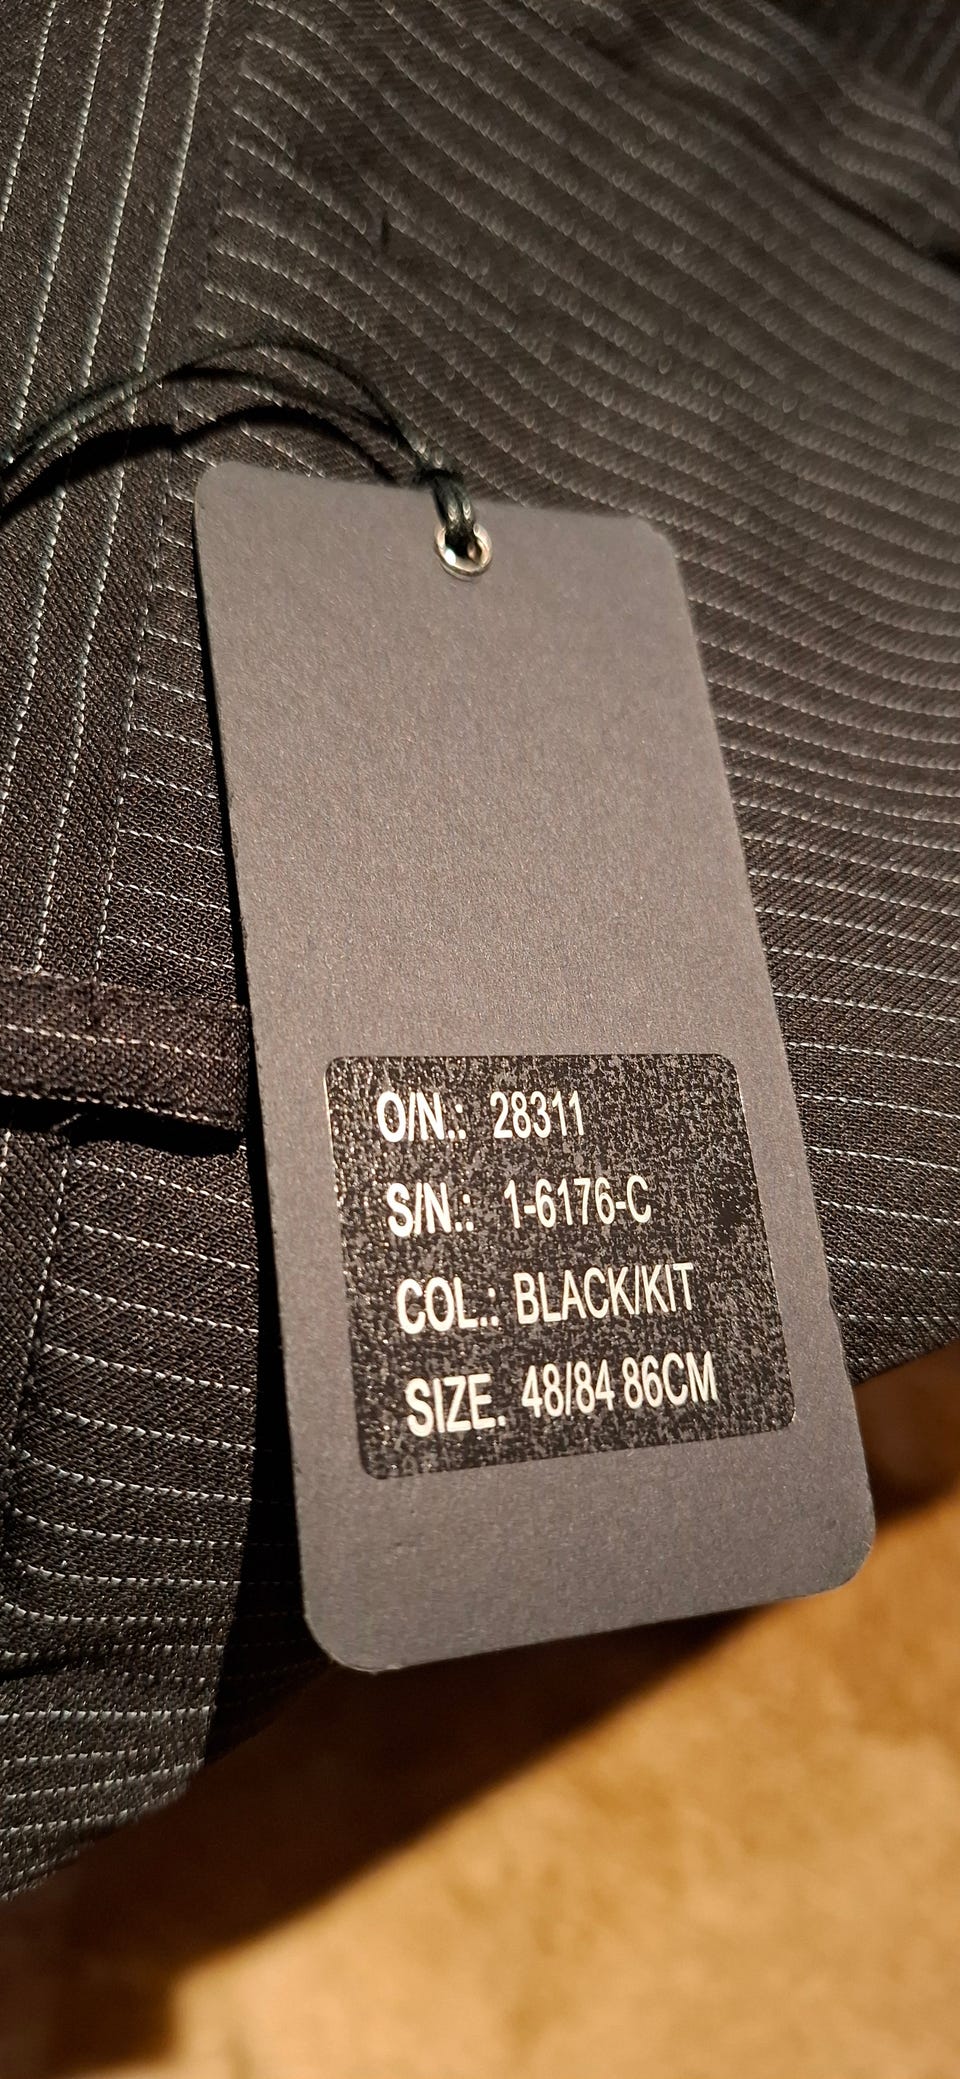 O/N.: 28311
S/N.: 1-6176-C
COL.: BLACK/KIT
SIZE. 48/84 86CM